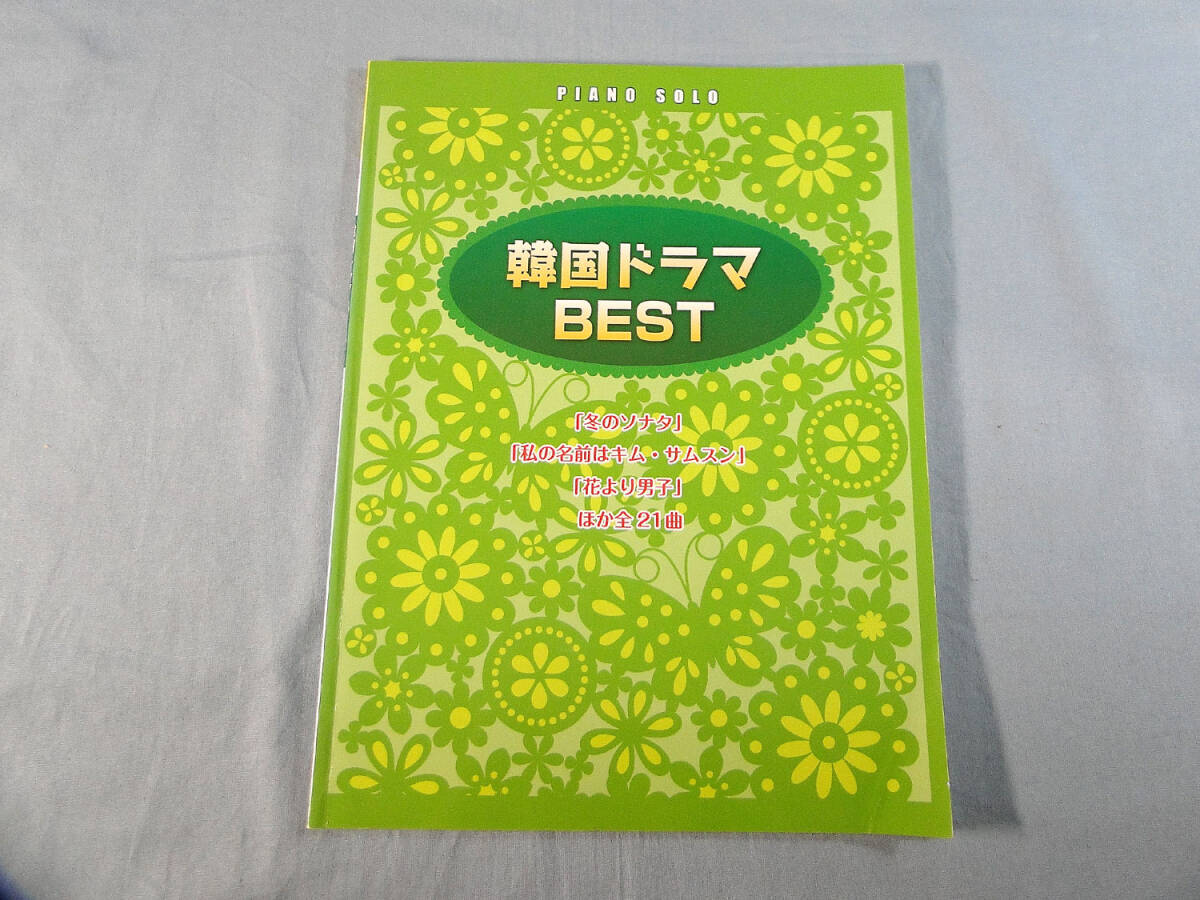 PIANO SOLO
韓国ドラマ
BEST
「冬のソナタ」
「私の名前はキム・サムスン」
「花より男子」
ほか全21曲